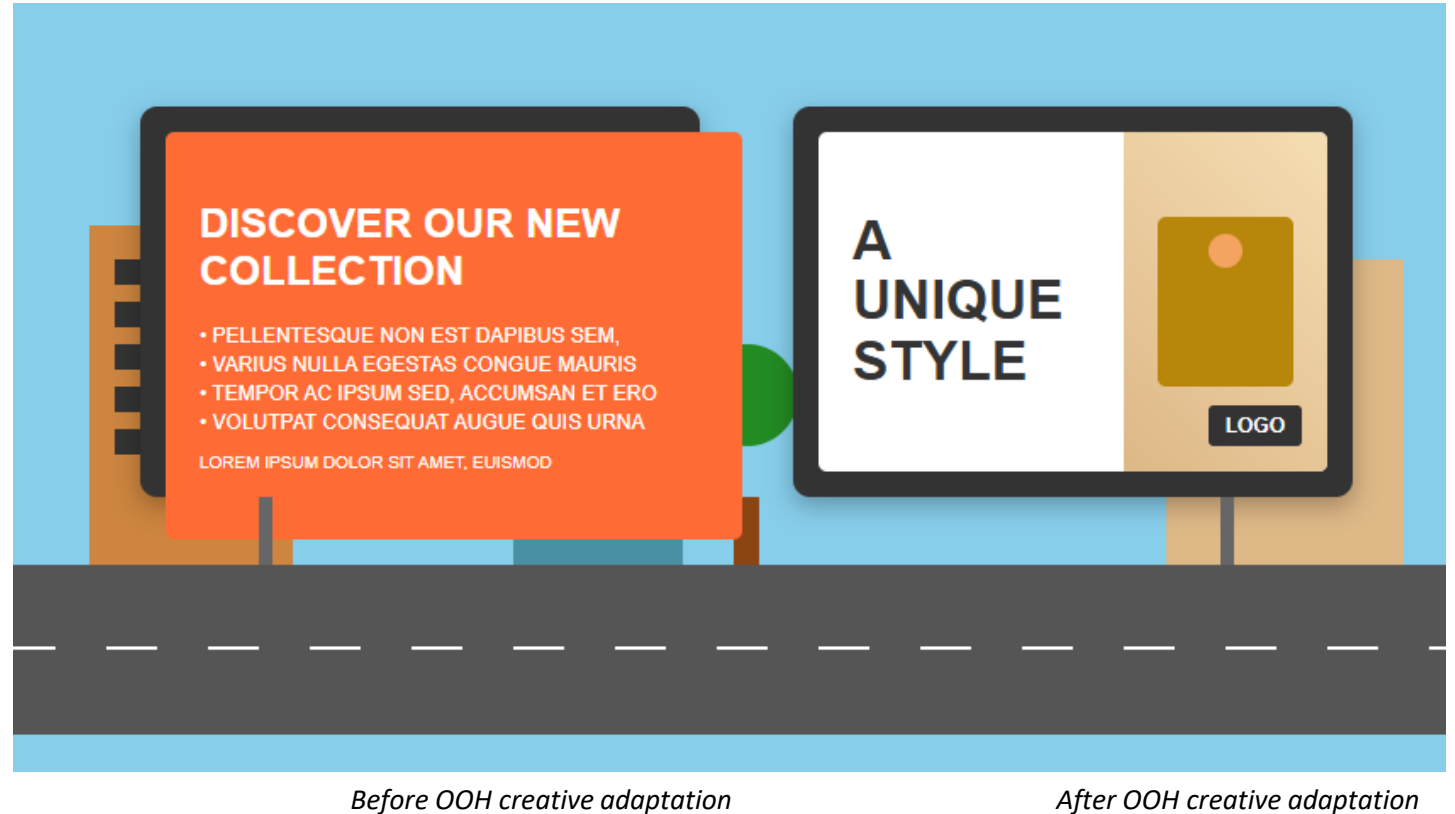 DISCOVER OUR NEW
COLLECTION
• PELLENTESQUE NON EST DAPIBUS SEM,
• VARIUS NULLA EGESTAS CONGUE MAURIS
• TEMPOR AC IPSUM SED, ACCUMSAN ET ERO
• VOLUTPAT CONSEQUAT AUGUE QUIS URNA
LOREM IPSUM DOLOR SIT AMET, EUISMOD
A
UNIQUE
STYLE
LOGO
Before OOH creative adaptation
After OOH creative adaptation